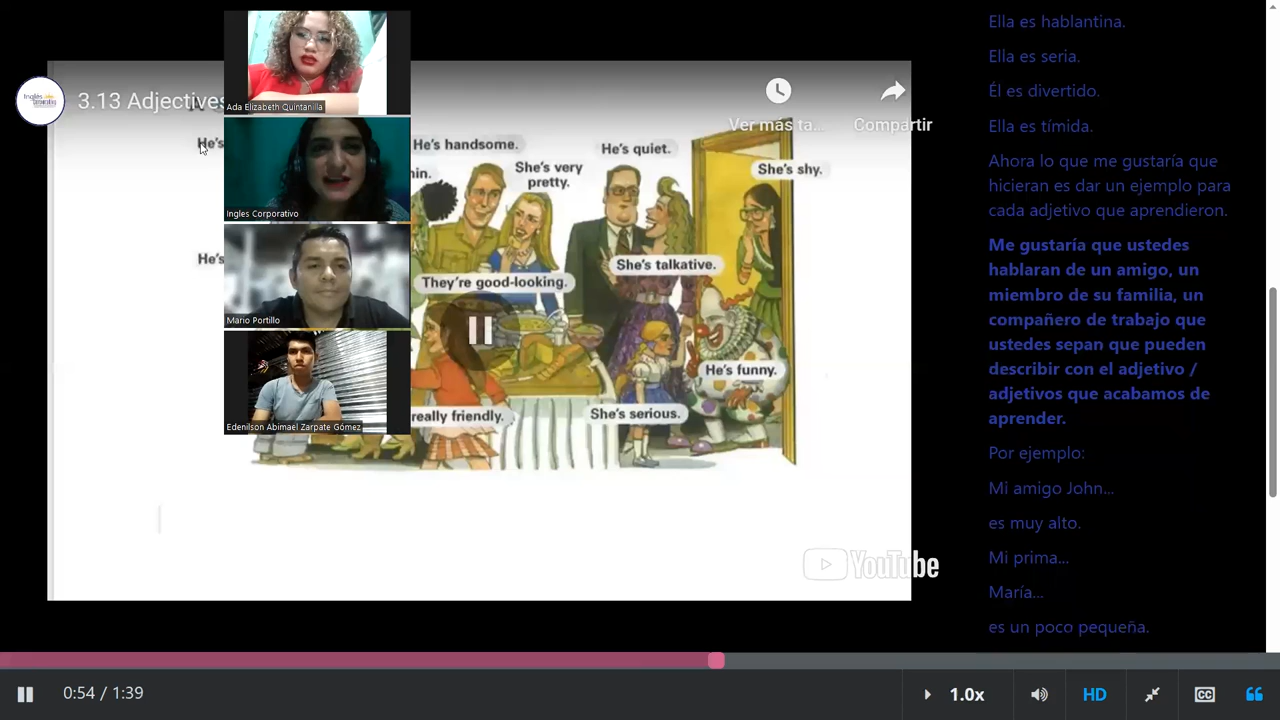 3.13 Adjectives
Ver más ta...
Compartir
Ada Elizabeth Quintanilla
Ingles Corporativo
Mario Portillo
Edenilson Abimael Zarpate Gómez
He's
He's handsome.
He's quiet.
She's very
pretty.
She's shy.
He's
She's talkative.
They're good-looking.
He's funny.
really friendly.
She's serious.
YouTube
Ella es hablantina.
Ella es seria.
Él es divertido.
Ella es tímida.
Ahora lo que me gustaría que
hicieran es dar un ejemplo para
cada adjetivo que aprendieron.
Me gustaría que ustedes
hablaran de un amigo, un
miembro de su familia, un
compañero de trabajo que
ustedes sepan que pueden
describir con el adjetivo /
adjetivos que acabamos de
aprender.
Por ejemplo:
Mi amigo John...
es muy alto.
Mi prima...
María...
es un poco pequeña.
0:54 / 1:39
1.0x
HD
CC